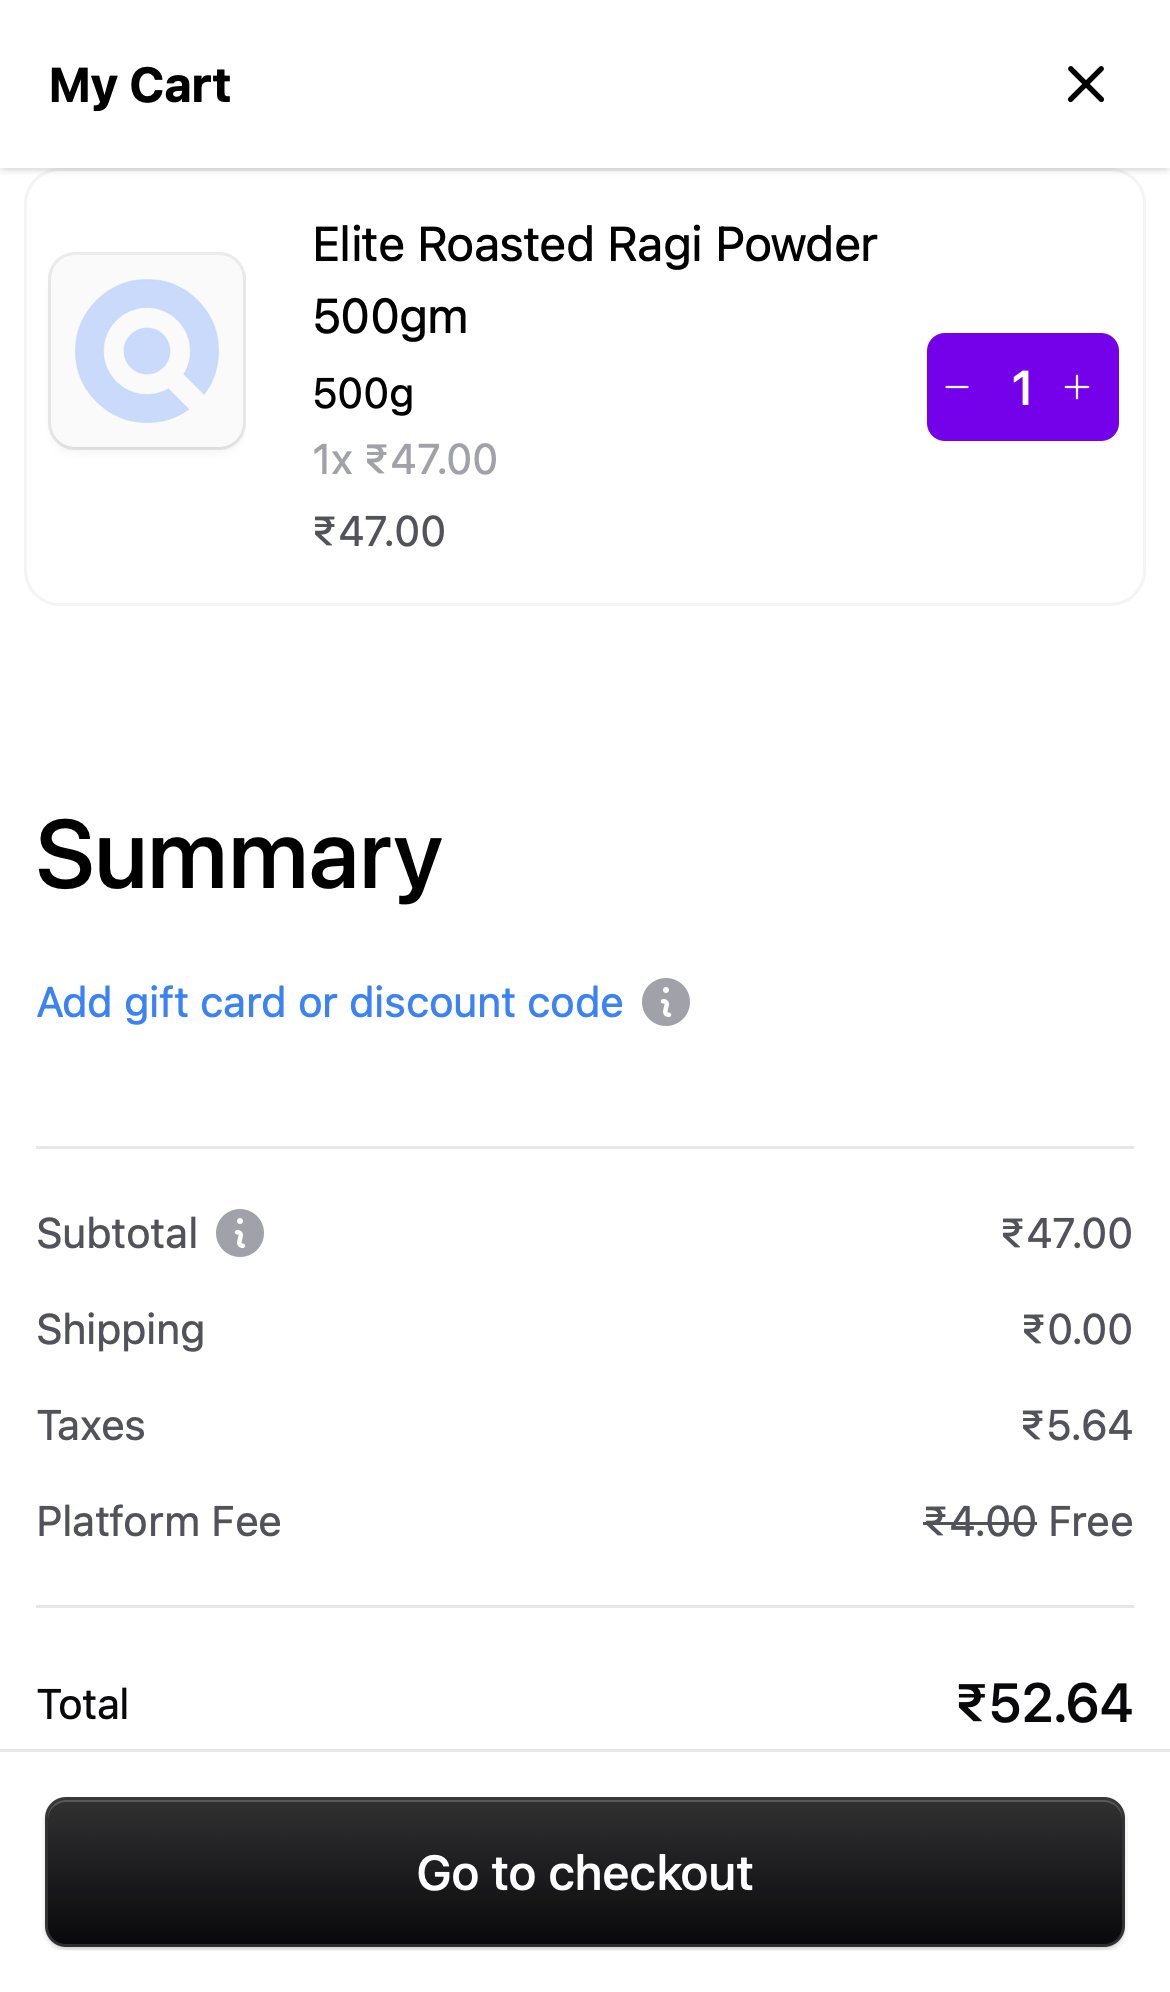 My Cart
Elite Roasted Ragi Powder
500gm
500g
1x ₹47.00
₹47.00
− 1 +
Summary
Add gift card or discount code
Subtotal ₹47.00
Shipping ₹0.00
Taxes ₹5.64
Platform Fee ₹4.00 Free
Total ₹52.64
Go to checkout